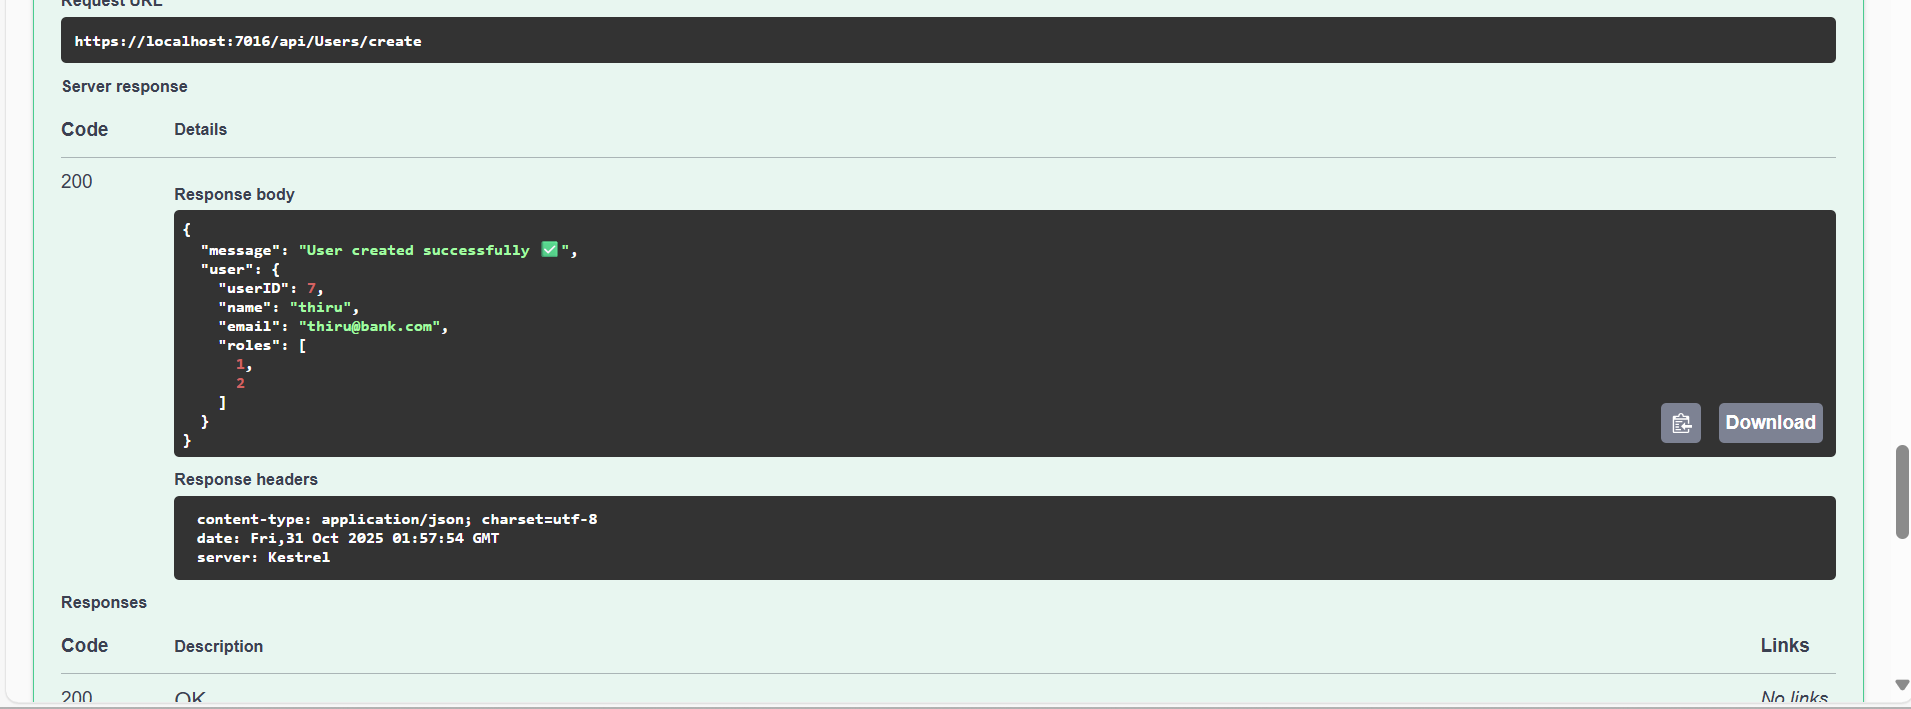 Request URL
https://localhost:7016/api/Users/create
Server response
Code Details
200
Response body
{
  "message": "User created successfully ✅",
  "user": {
    "userID": 7,
    "name": "thiru",
    "email": "thiru@bank.com",
    "roles": [
      1,
      2
    ]
  }
}
Download
Response headers
content-type: application/json; charset=utf-8
date: Fri,31 Oct 2025 01:57:54 GMT
server: Kestrel
Responses
Code Description Links
200 OK No links